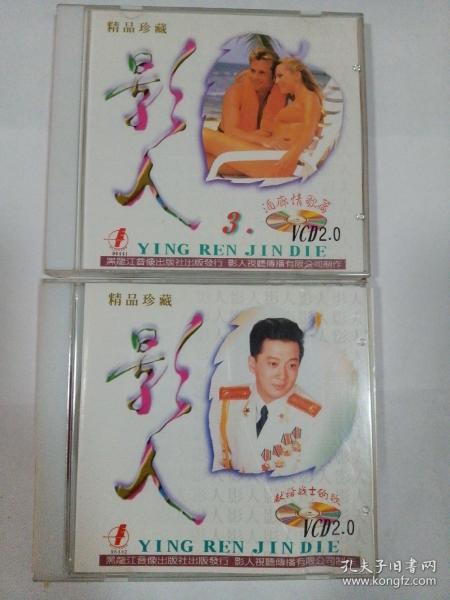 精品珍藏
影人
3.
酒廊情歌篇
VCD2.0
YING REN JIN DIE
黑龍江音像出版社出版發行 影人視聽傳播有限公司制作
精品珍藏
影人
献给战士的歌
VCD2.0
YING REN JIN DIE
黑龍江音像出版社出版發行 影人視聽傳播有限公司制作
孔夫子旧书网
www.kongfz.com